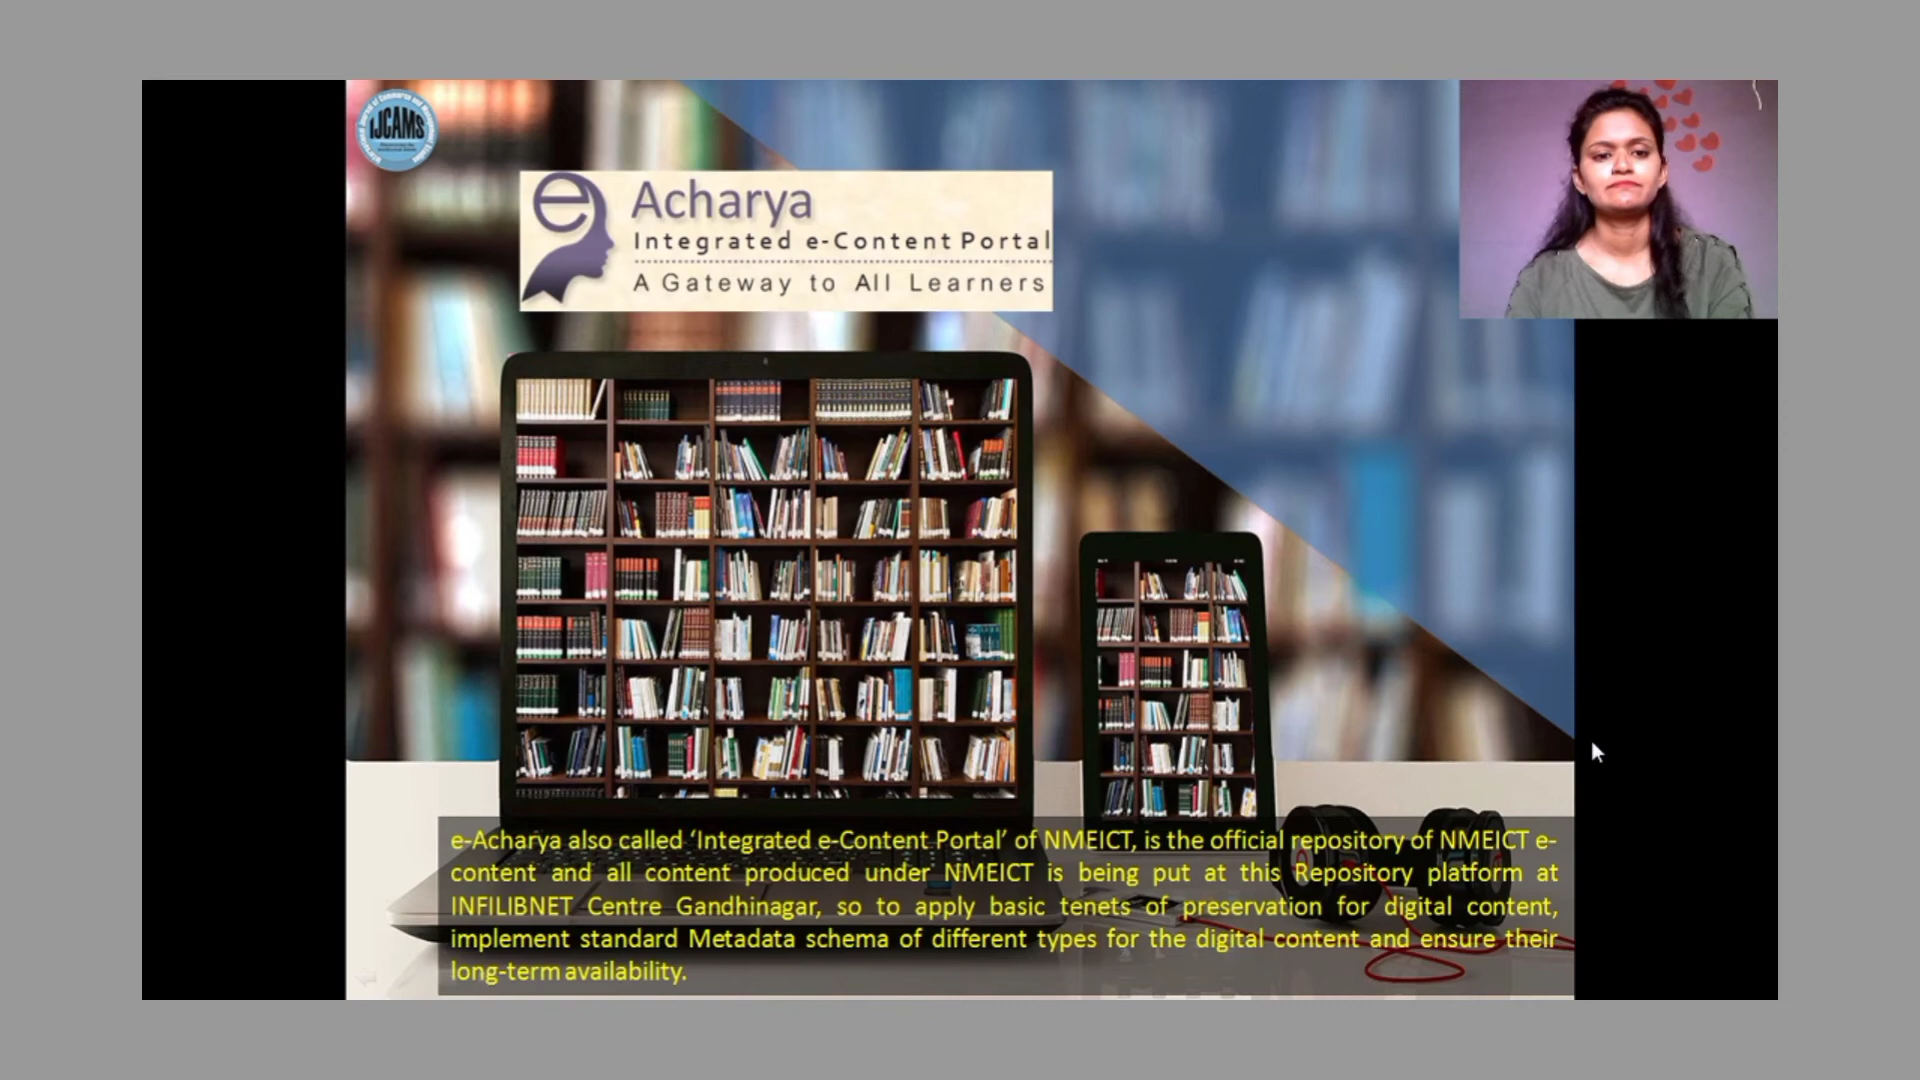 IJCAMS
e Acharya
Integrated e-Content Portal
A Gateway to All Learners
e-Acharya also called ‘Integrated e-Content Portal’ of NMEICT, is the official repository of NMEICT e-
content and all content produced under NMEICT is being put at this Repository platform at
INFILIBNET Centre Gandhinagar, so to apply basic tenets of preservation for digital content,
implement standard Metadata schema of different types for the digital content and ensure their
long-term availability.